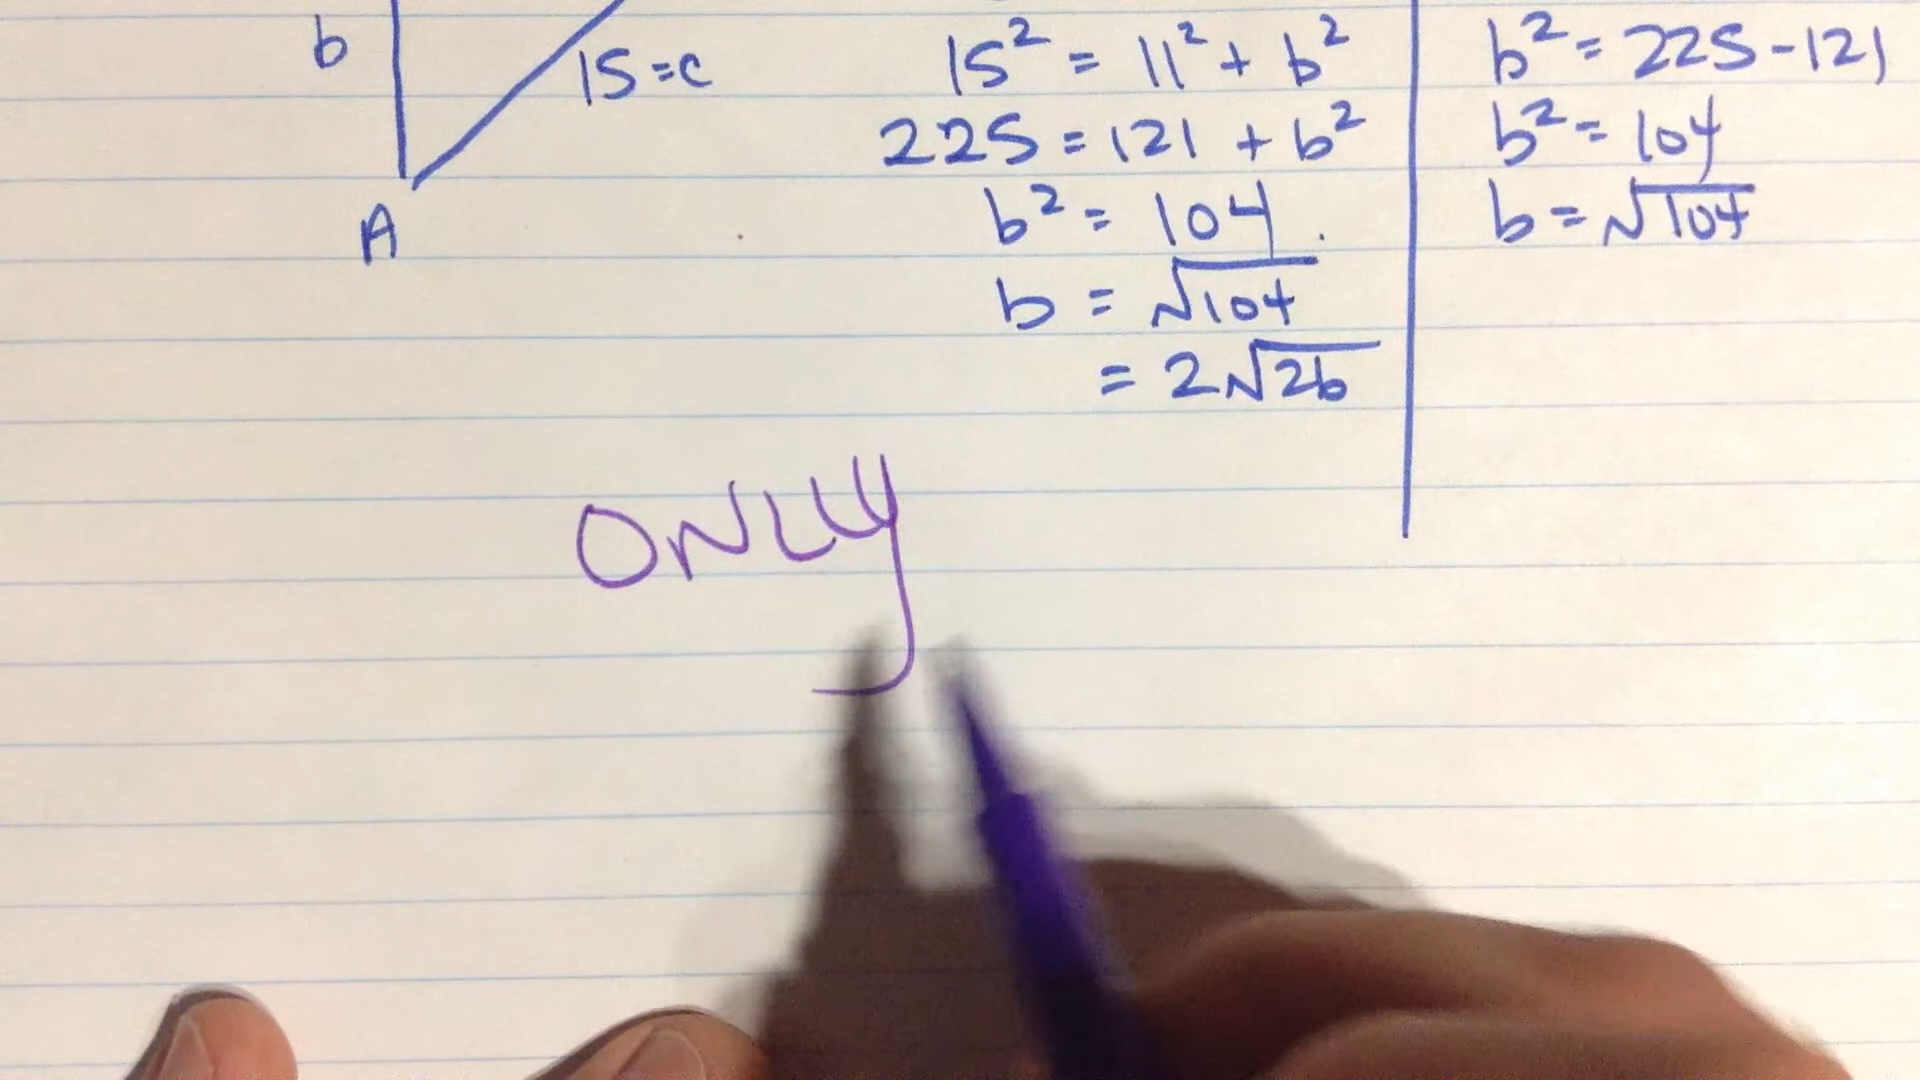 b
15=c
A
15² = 11² + b²
225 = 121 + b²
b² = 104
b = √104
= 2√26
b² = 225-121
b² = 104
b = √104
ONLY